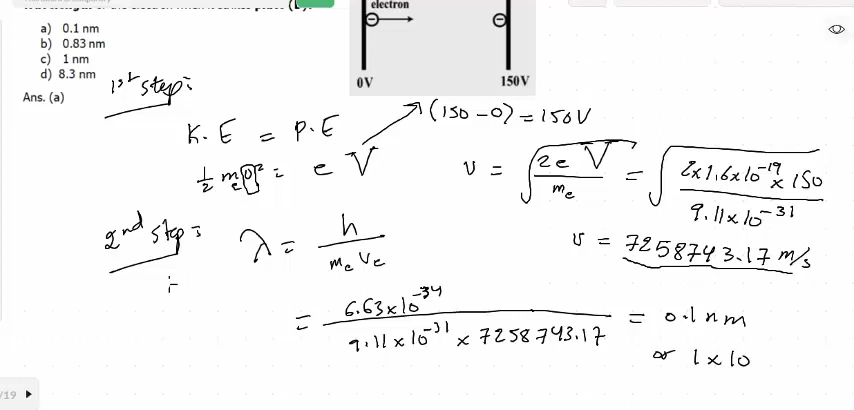 electron
a) 0.1 nm
b) 0.83 nm
c) 1 nm
d) 8.3 nm
Ans. (a)
0V 150V
1st step:
K.E = P.E → (150 - 0) = 150V
½ mₑv² = e V
v = √(2e V / mₑ) = √(2×1.6×10⁻¹⁹ × 150 / 9.11×10⁻³¹)
v = 7258743.17 m/s
2nd step:
λ = h / mₑ vₑ
= 6.63×10⁻³⁴ / 9.11×10⁻³¹ × 7258743.17 = 0.1 nm
or 1×10
/19